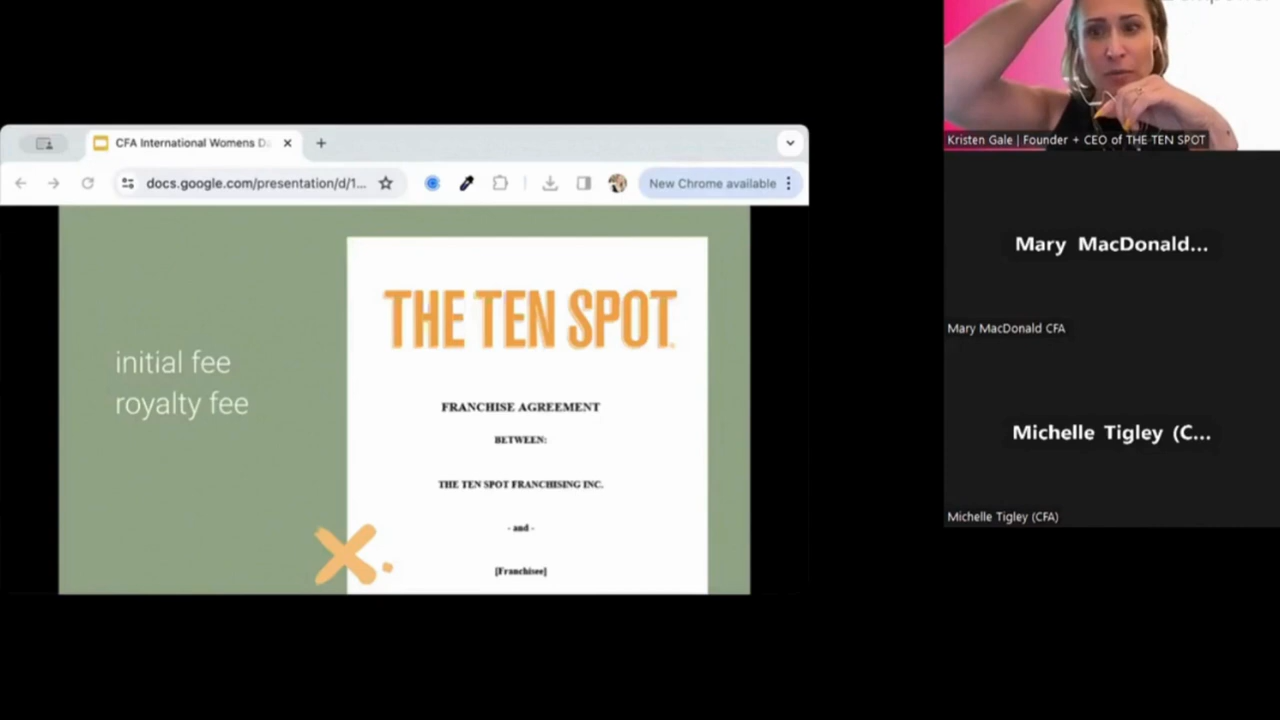 CFA International Womens D
docs.google.com/presentation/d/1...
New Chrome available
initial fee
royalty fee
THE TEN SPOT
FRANCHISE AGREEMENT
BETWEEN:
THE TEN SPOT FRANCHISING INC.
- and -
[Franchisee]
Kristen Gale | Founder + CEO of THE TEN SPOT
Mary MacDonald...
Mary MacDonald CFA
Michelle Tigley (C...
Michelle Tigley (CFA)